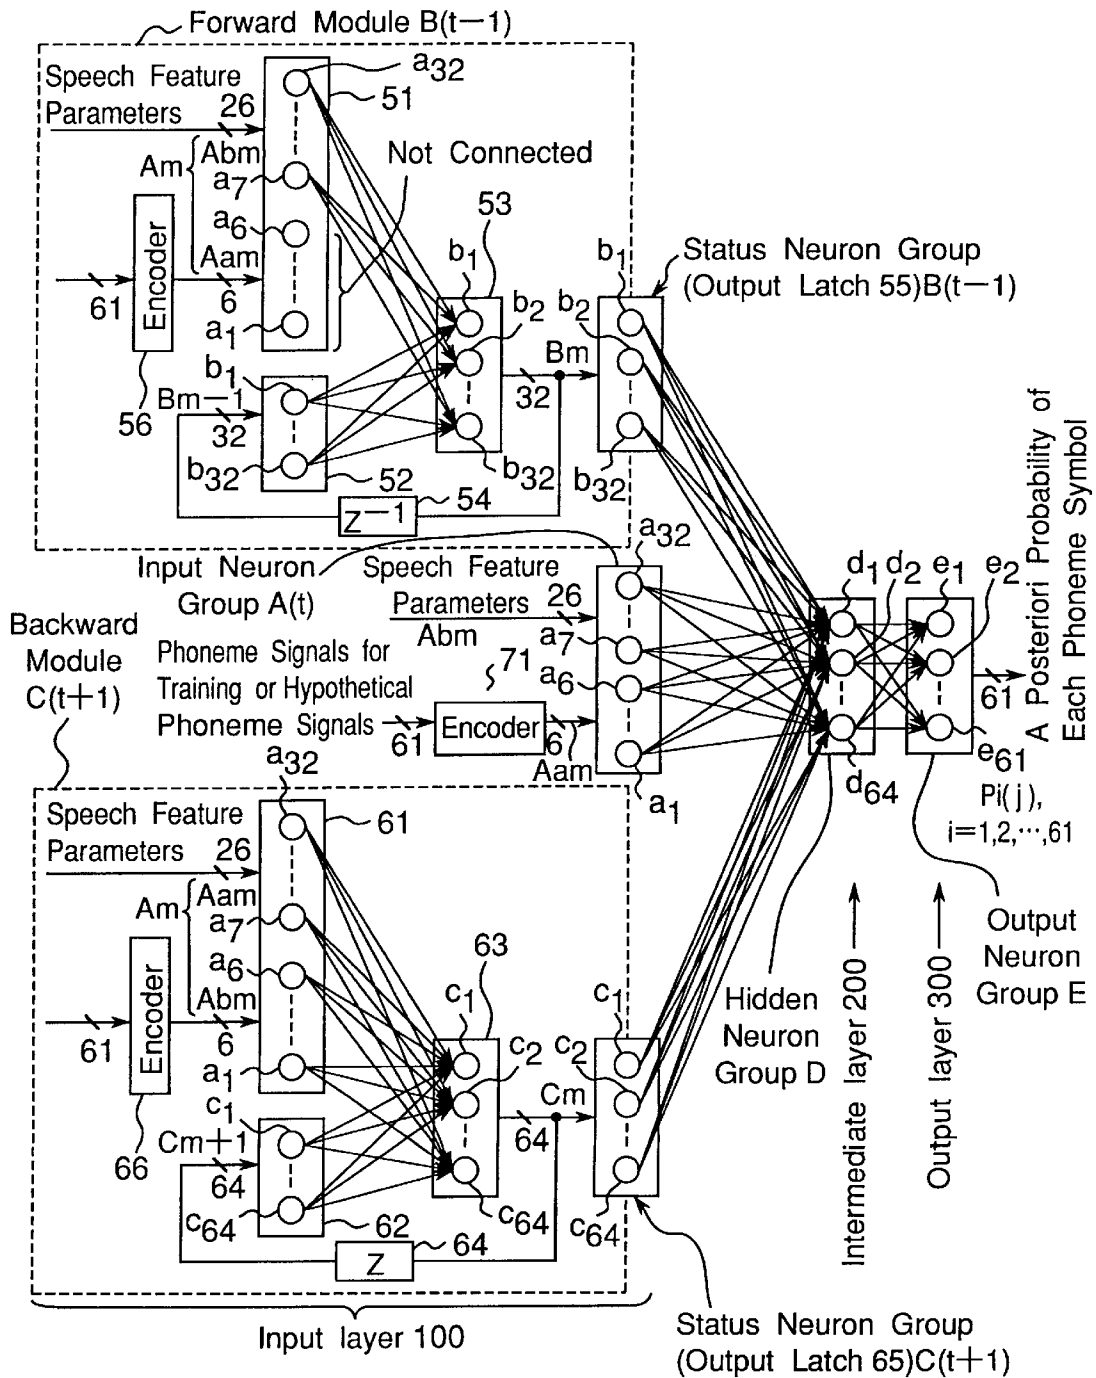 Forward Module B(t−1)
Speech Feature
Parameters
26
a32
51
Am
Abm
a7
Not Connected
a6
Aam
61
Encoder
6
a1
56
53
b1
b2
b32
Bm−1
32
b1
b32
52
54
Z−1
Bm
32
b1
b2
b32
Status Neuron Group
(Output Latch 55)B(t−1)
Input Neuron
Group A(t)
Speech Feature
Parameters
26
Abm
a32
a7
a6
a1
Phoneme Signals for
Training or Hypothetical
Phoneme Signals
71
61
Encoder
6
Aam
d1
d2
d64
e1
e2
e61
61
A Posteriori Probability of
Each Phoneme Symbol
Pi(j),
i=1,2,⋯,61
Backward
Module
C(t+1)
Speech Feature
Parameters
26
a32
61
Am
Aam
a7
a6
Abm
61
Encoder
6
a1
66
63
c1
c2
c64
Cm+1
64
c1
c64
62
64
Z
Cm
64
c1
c2
c64
Hidden
Neuron
Group D
Intermediate layer 200
Output layer 300
Output
Neuron
Group E
Input layer 100
Status Neuron Group
(Output Latch 65)C(t+1)